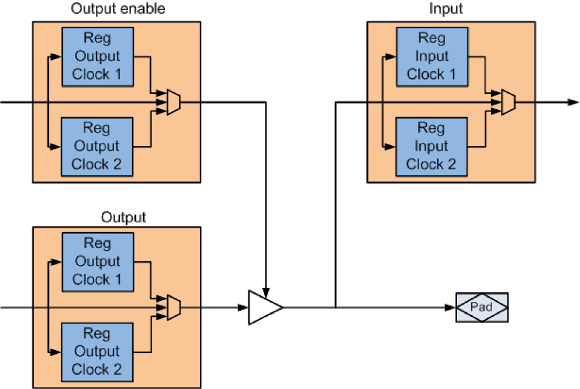 Output enable
Reg
Output
Clock 1
Reg
Output
Clock 2
Input
Reg
Input
Clock 1
Reg
Input
Clock 2
Output
Reg
Output
Clock 1
Reg
Output
Clock 2
Pad